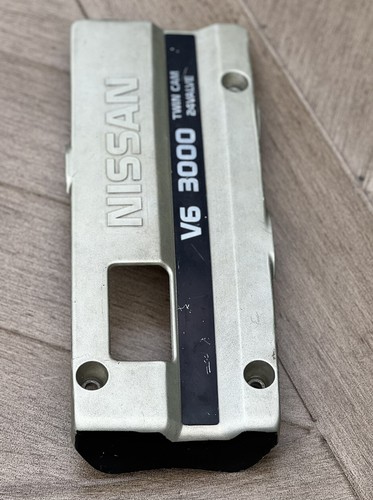 NISSAN
V6 3000
TWIN CAM
24VALVE